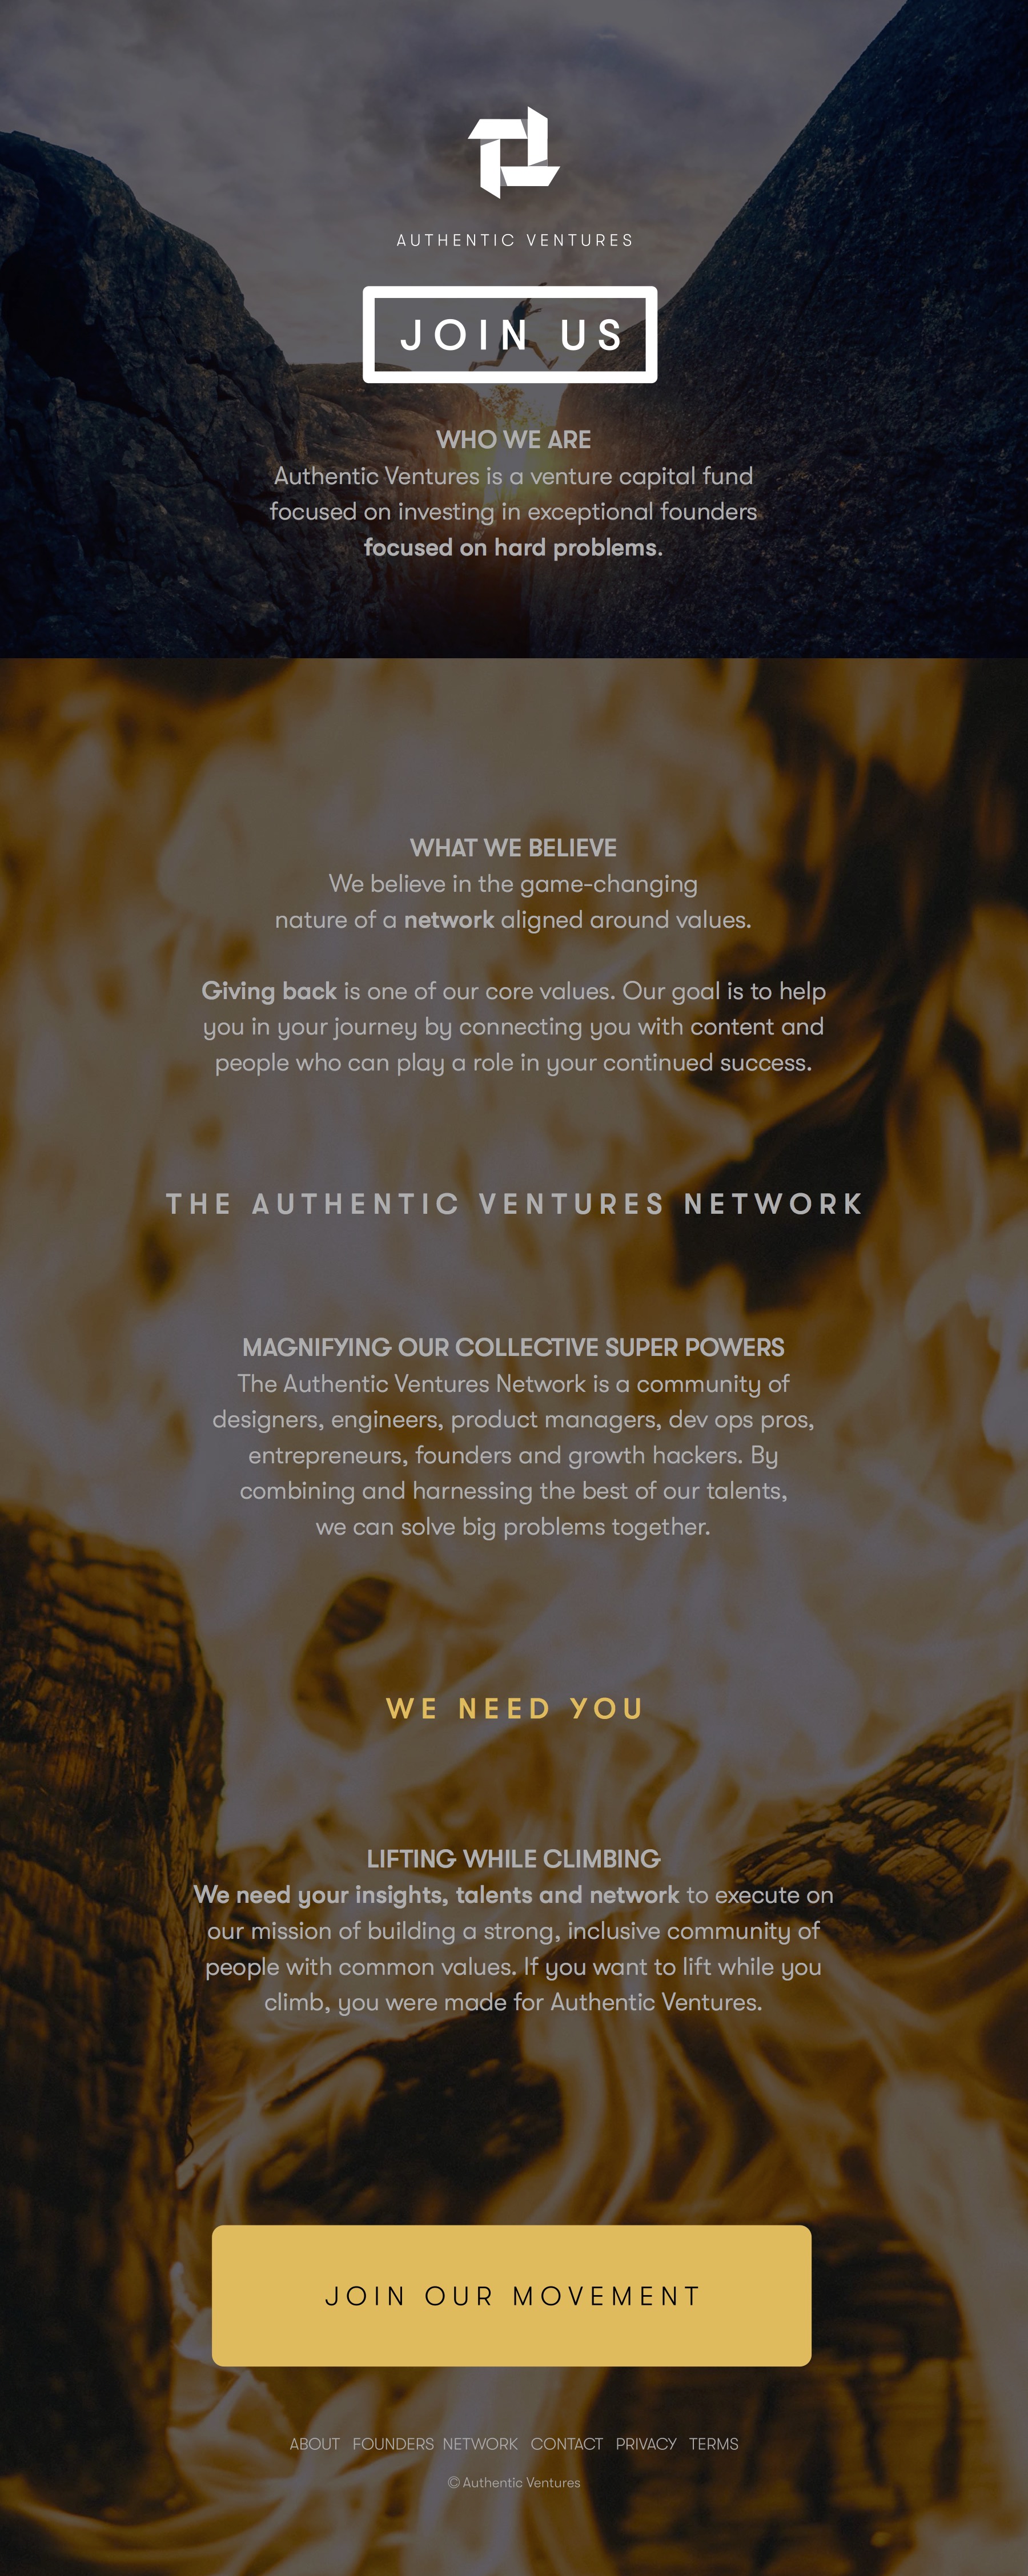 AUTHENTIC VENTURES
JOIN US
WHO WE ARE
Authentic Ventures is a venture capital fund
focused on investing in exceptional founders
focused on hard problems.
WHAT WE BELIEVE
We believe in the game-changing
nature of a network aligned around values.
Giving back is one of our core values. Our goal is to help
you in your journey by connecting you with content and
people who can play a role in your continued success.
THE AUTHENTIC VENTURES NETWORK
MAGNIFYING OUR COLLECTIVE SUPER POWERS
The Authentic Ventures Network is a community of
designers, engineers, product managers, dev ops pros,
entrepreneurs, founders and growth hackers. By
combining and harnessing the best of our talents,
we can solve big problems together.
WE NEED YOU
LIFTING WHILE CLIMBING
We need your insights, talents and network to execute on
our mission of building a strong, inclusive community of
people with common values. If you want to lift while you
climb, you were made for Authentic Ventures.
JOIN OUR MOVEMENT
ABOUT FOUNDERS NETWORK CONTACT PRIVACY TERMS
© Authentic Ventures